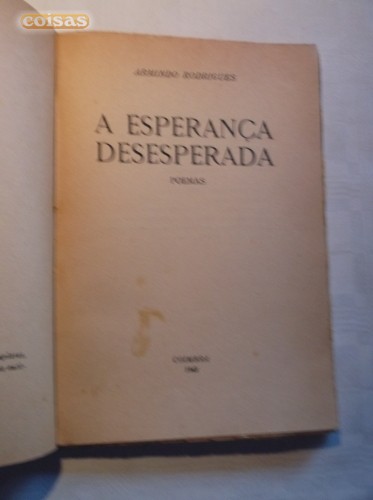 coisas
ARMINDO RODRIGUES
A ESPERANÇA
DESESPERADA
POEMAS
COIMBRA